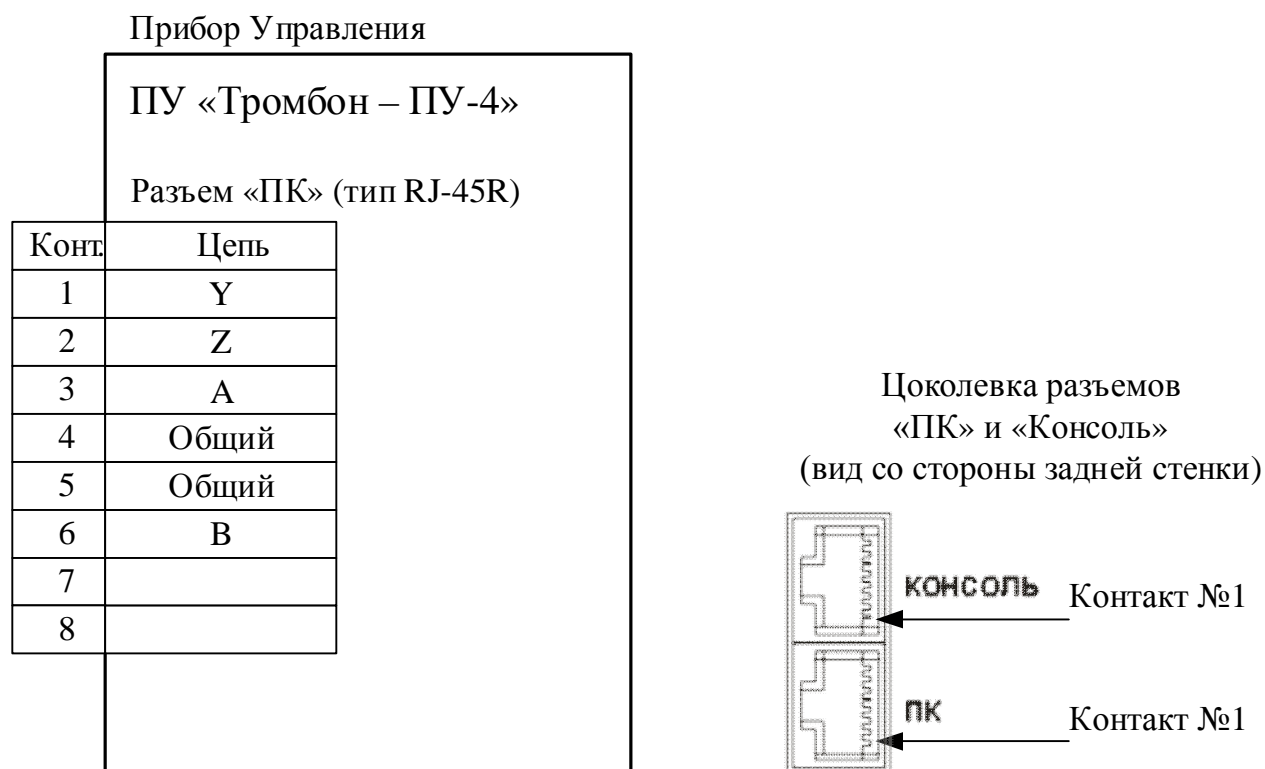 Прибор Управления
ПУ «Тромбон – ПУ-4»
Разъем «ПК» (тип RJ-45R)
Конт. Цепь
1 Y
2 Z
3 A
4 Общий
5 Общий
6 B
7
8
Цоколевка разъемов
«ПК» и «Консоль»
(вид со стороны задней стенки)
КОНСОЛЬ Контакт №1
ПК Контакт №1